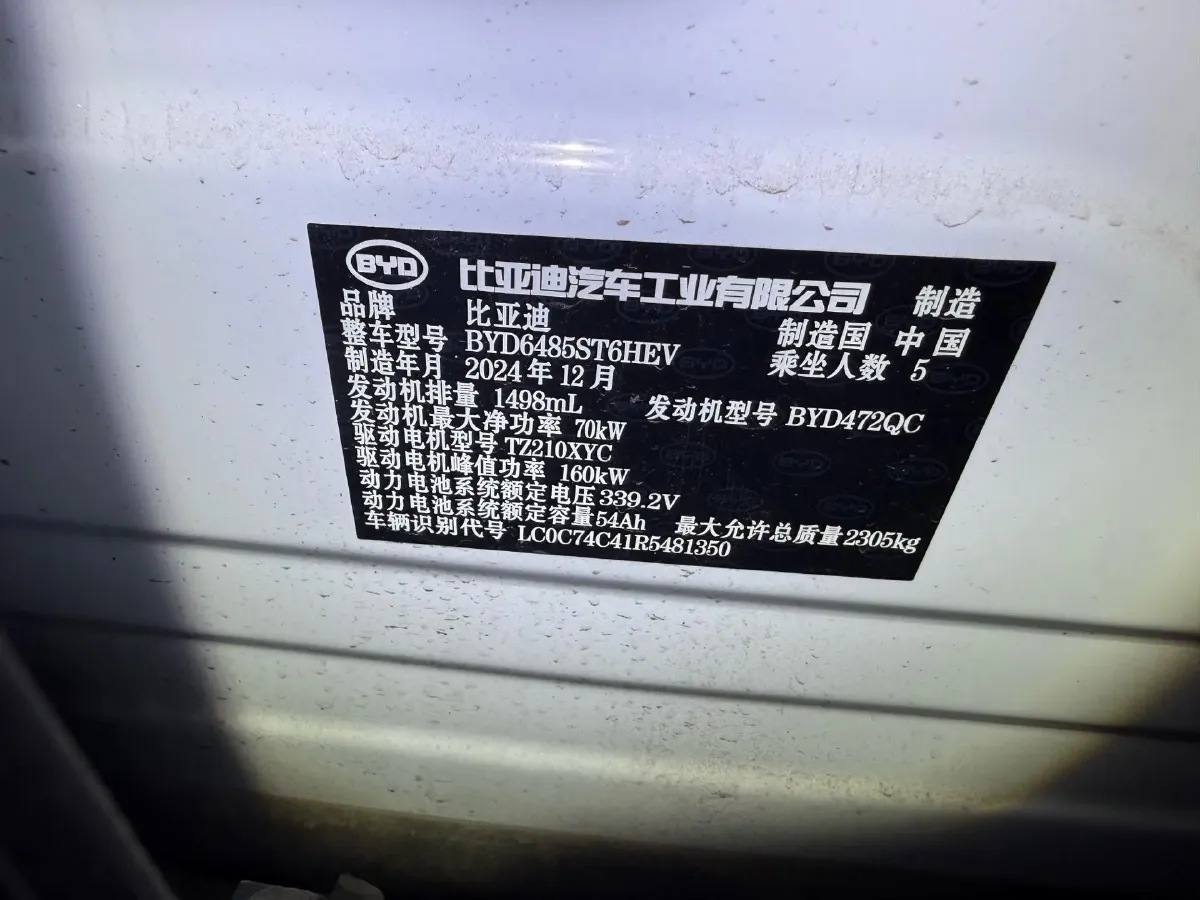 BYD 比亚迪汽车工业有限公司 制造
品牌 比亚迪 制造国 中国
整车型号 BYD6485ST6HEV 乘坐人数 5
制造年月 2024年12月
发动机排量 1498mL 发动机型号 BYD472QC
发动机最大净功率 70kW
驱动电机型号 TZ210XYC
驱动电机峰值功率 160kW
动力电池系统额定电压 339.2V
动力电池系统额定容量 54Ah 最大允许总质量 2305kg
车辆识别代号 LC0C74C41R5481350